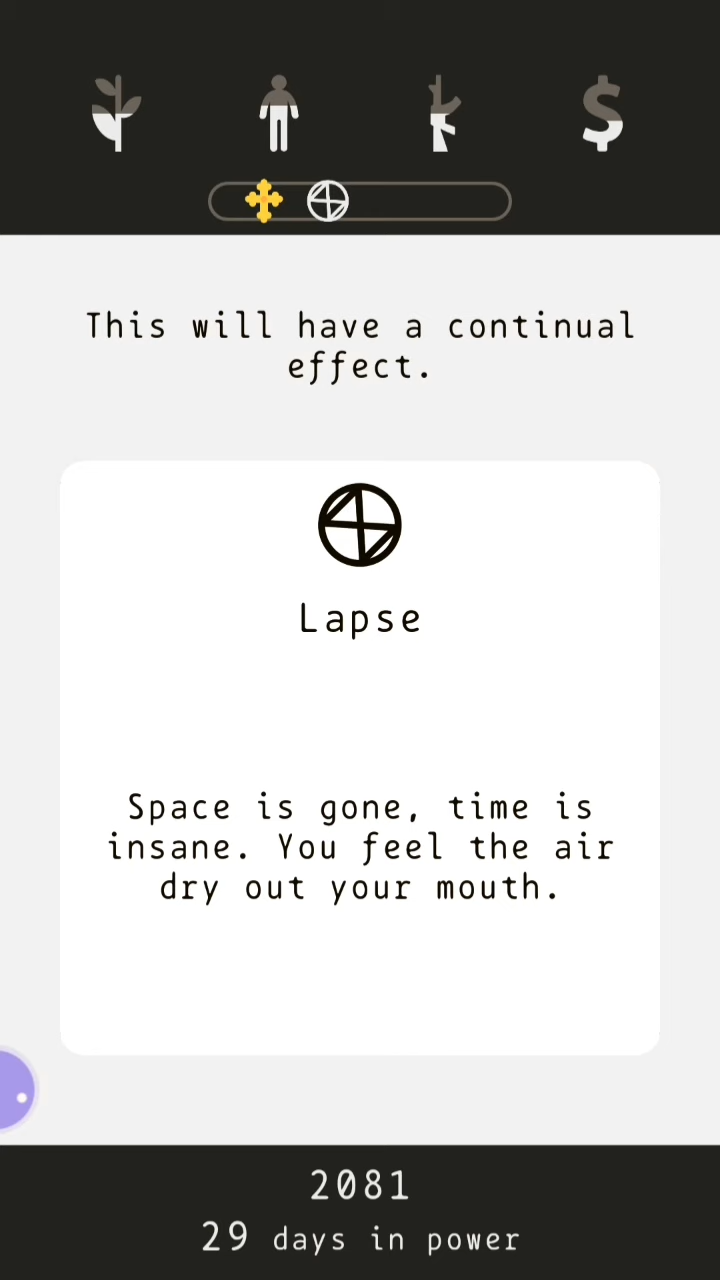 This will have a continual
effect.
Lapse
Space is gone, time is
insane. You feel the air
dry out your mouth.
2081
29 days in power